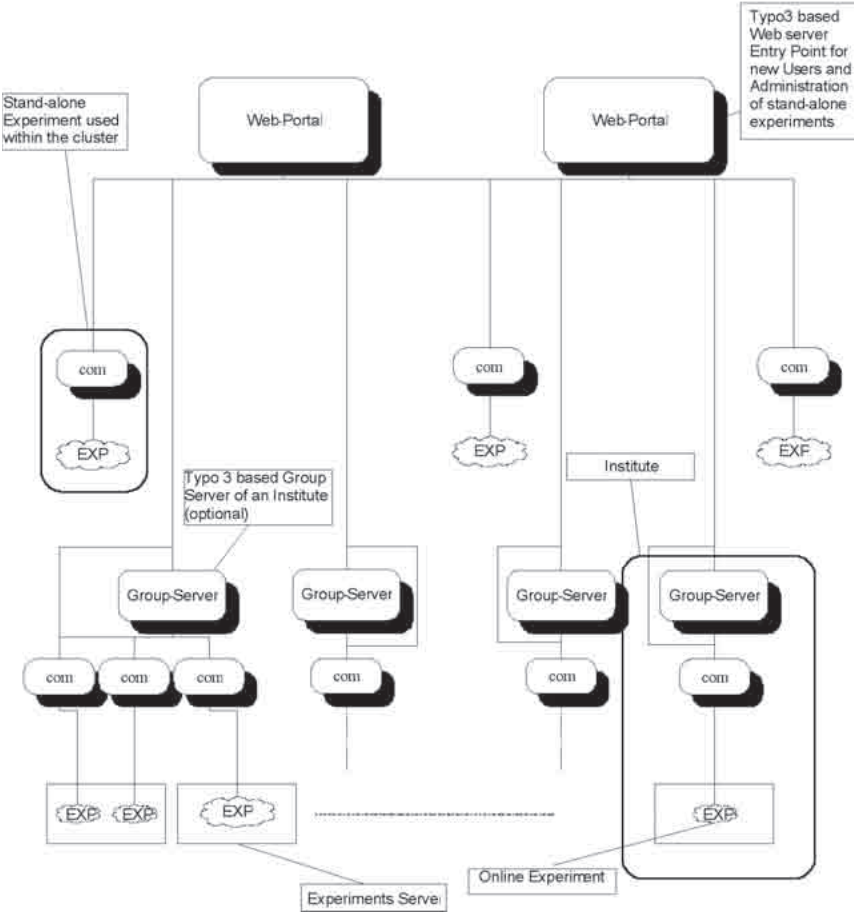 Typo3 based
Web server
Entry Point for
new Users and
Administration
of stand-alone
experiments
Stand-alone
Experiment used
within the cluster
Web-Portal
Web-Portal
com
com
com
EXP
EXP
EXF
Institute
Typo 3 based Group
Server of an Institute
(optional)
Group-Server
Group-Server
Group-Server
Group-Server
com
com
com
com
com
com
EXP
EXP
EXP
EXP
Online Experiment
Experiments Server